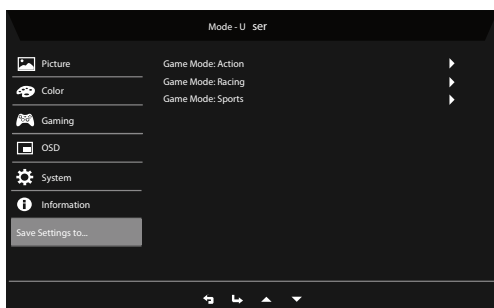 Mode - U ser
Picture
Color
Gaming
OSD
System
Information
Save Settings to...
Game Mode: Action
Game Mode: Racing
Game Mode: Sports